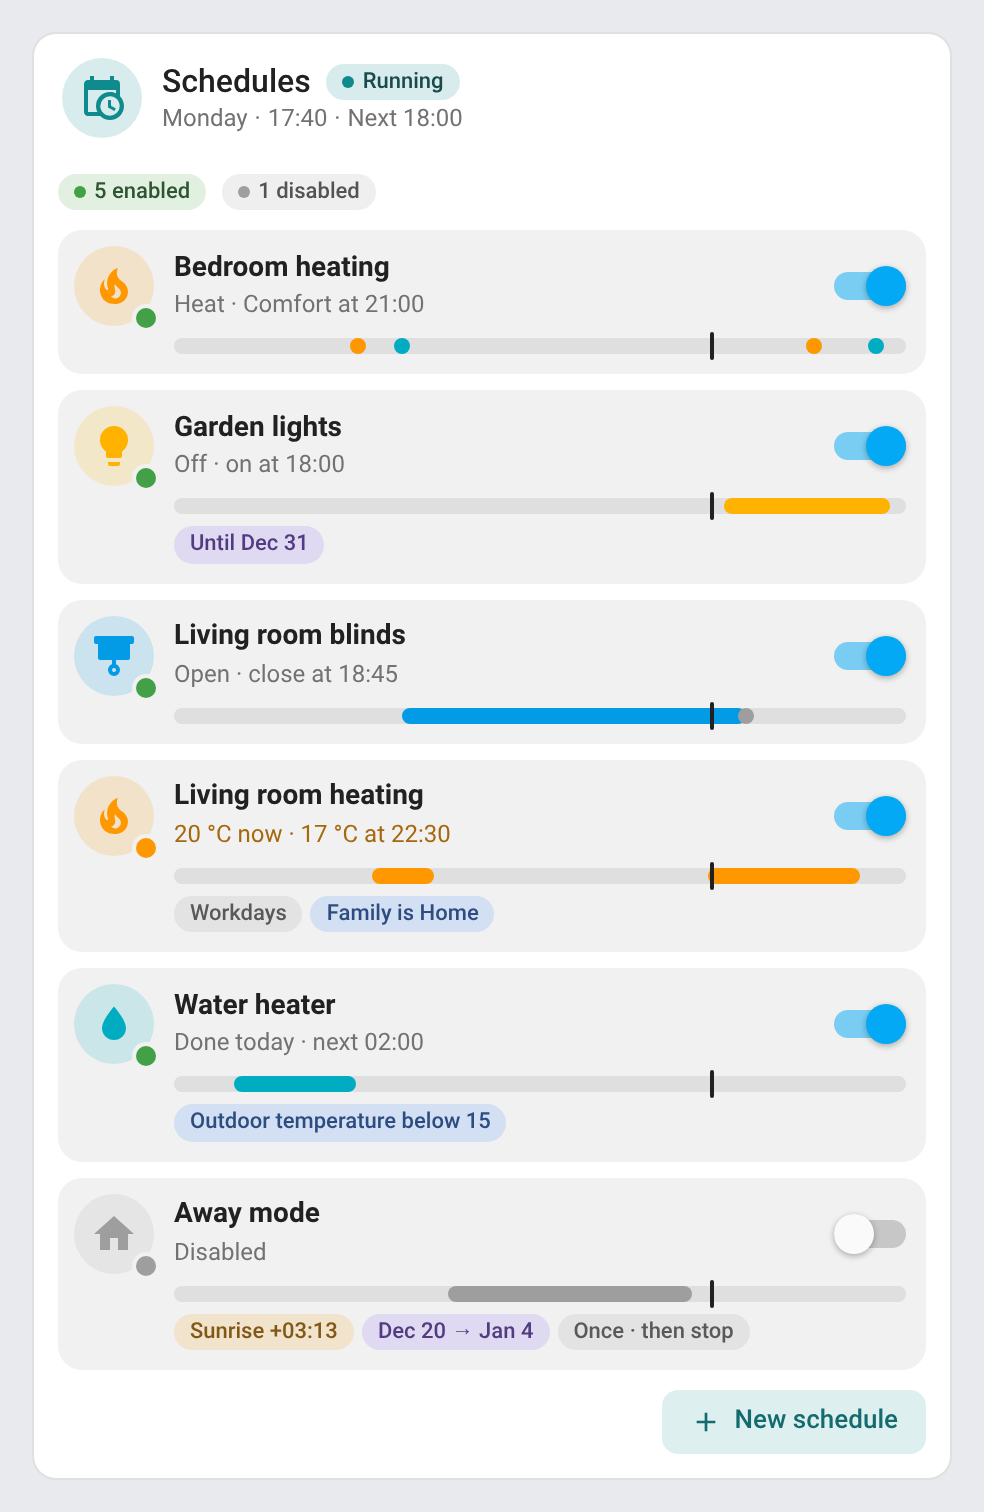 Schedules
Running
Monday · 17:40 · Next 18:00
5 enabled
1 disabled
Bedroom heating
Heat · Comfort at 21:00
Garden lights
Off · on at 18:00
Until Dec 31
Living room blinds
Open · close at 18:45
Living room heating
20 °C now · 17 °C at 22:30
Workdays
Family is Home
Water heater
Done today · next 02:00
Outdoor temperature below 15
Away mode
Disabled
Sunrise +03:13
Dec 20 → Jan 4
Once · then stop
+ New schedule